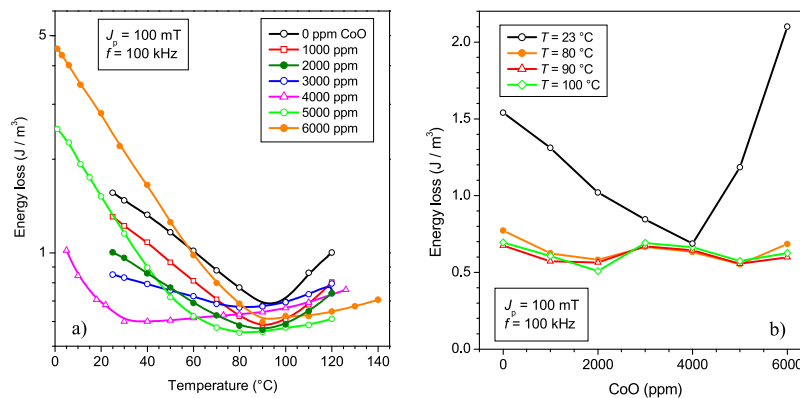 J_p = 100 mT
f = 100 kHz
0 ppm CoO
1000 ppm
2000 ppm
3000 ppm
4000 ppm
5000 ppm
6000 ppm
5
1
Energy loss (J / m³)
a)
0 20 40 60 80 100 120 140
Temperature (°C)
T = 23 °C
T = 80 °C
T = 90 °C
T = 100 °C
2.0
1.5
1.0
0.5
0.0
Energy loss (J / m³)
J_p = 100 mT
f = 100 kHz
b)
0 2000 4000 6000
CoO (ppm)